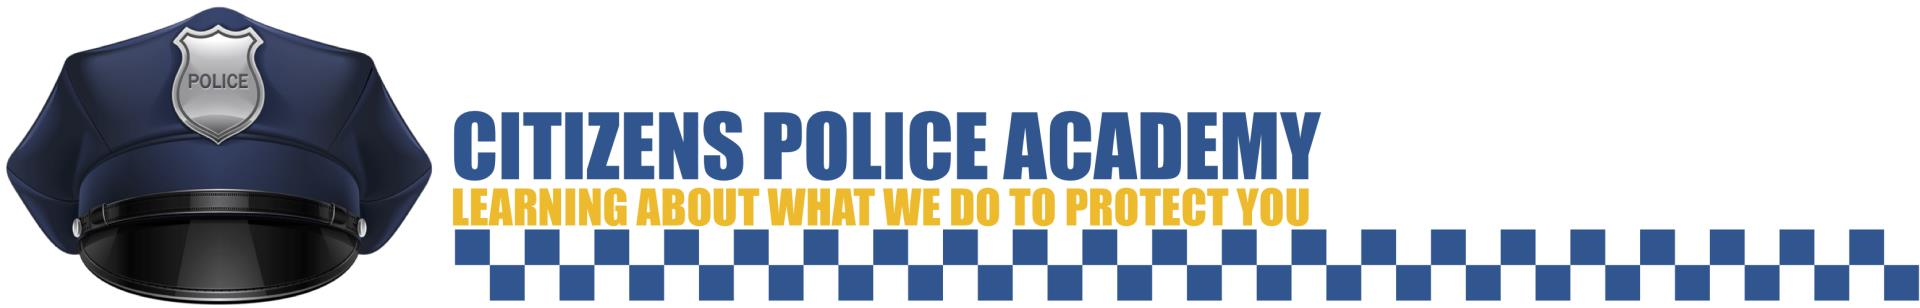 POLICE
CITIZENS POLICE ACADEMY
LEARNING ABOUT WHAT WE DO TO PROTECT YOU